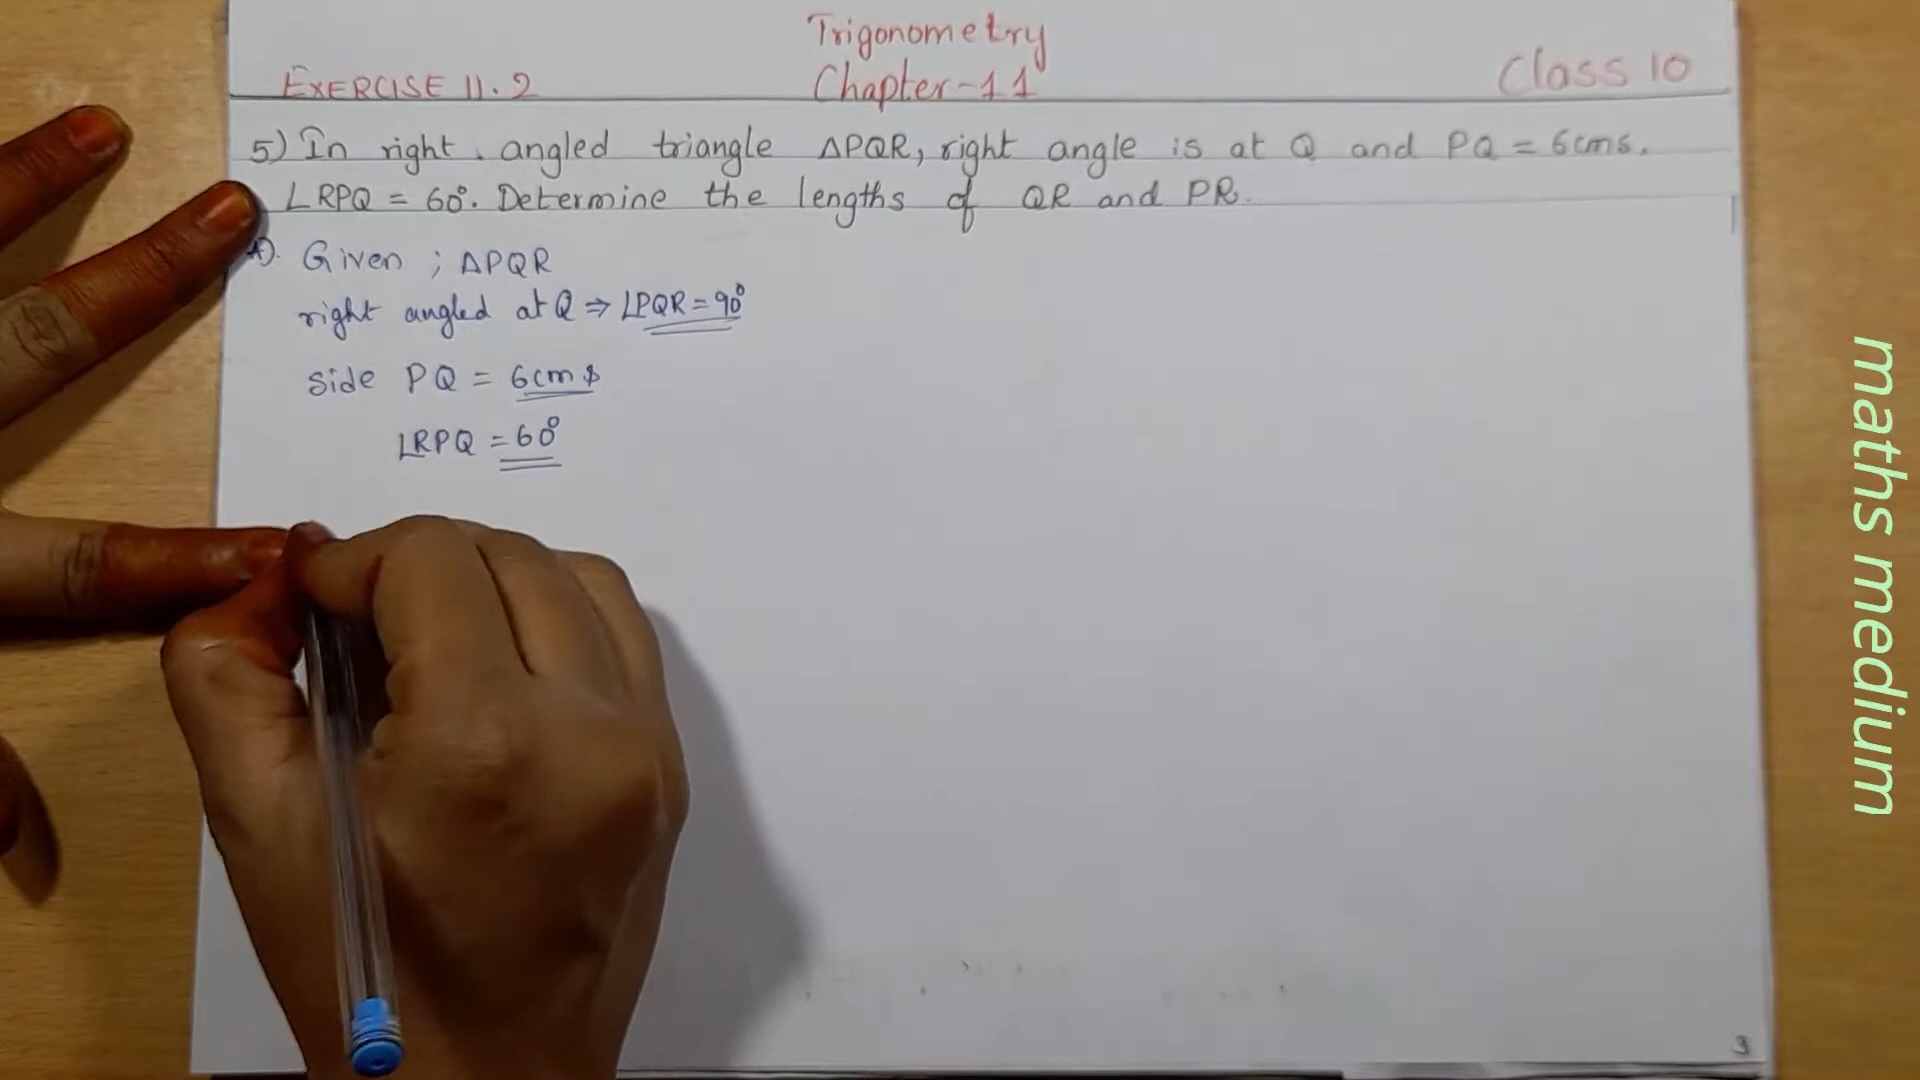 Trigonometry
EXERCISE 11.2
Chapter-11
Class 10
5) In right angled triangle ΔPQR, right angle is at Q and PQ = 6cms.
∠RPQ = 60°. Determine the lengths of QR and PR.
A). Given ; ΔPQR
right angled at Q ⇒ ∠PQR = 90°
side PQ = 6cms
∠RPQ = 60°
maths medium
3